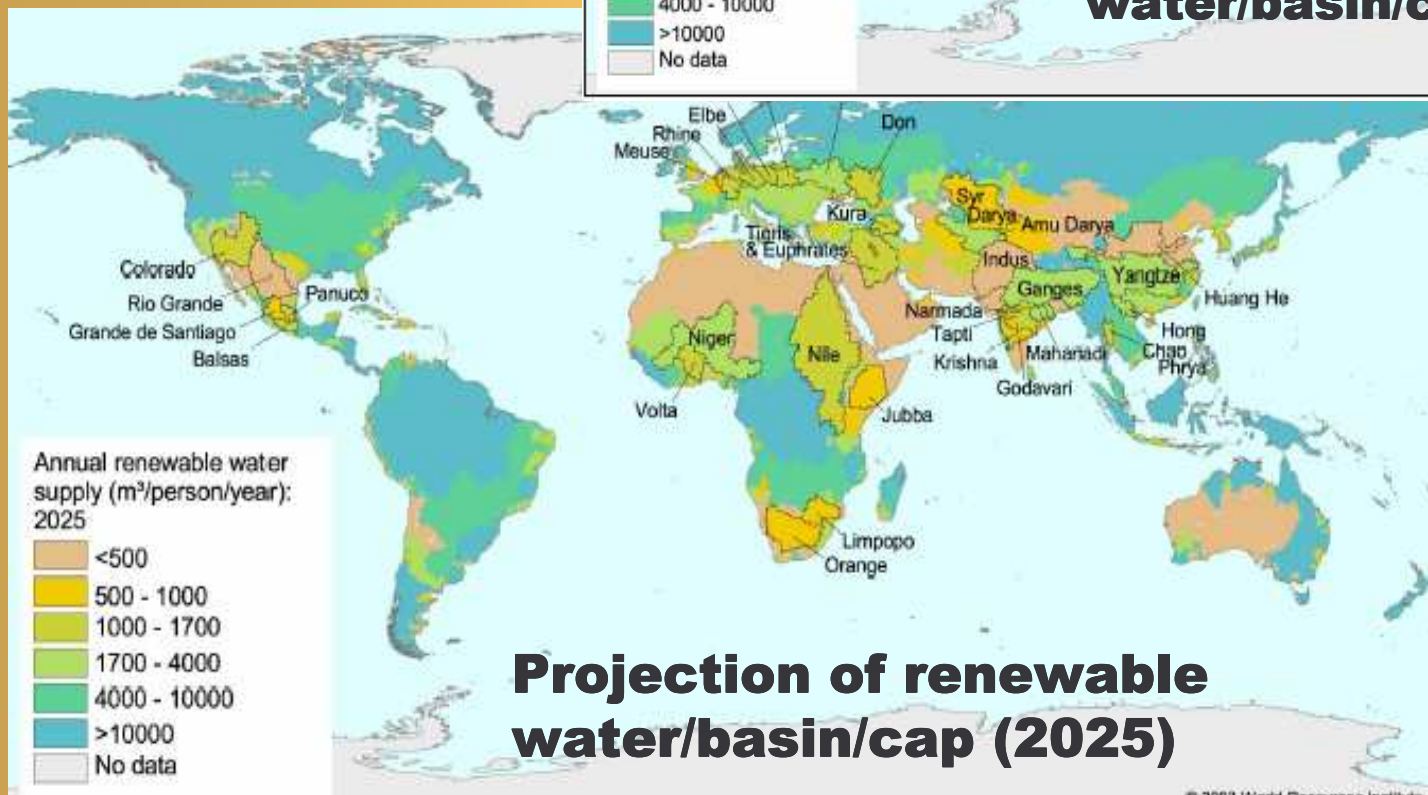 4000 - 10000
>10000
No data
Elbe
Rhine
Meuse
Don
Kura
Tigris
& Euphrates
Syr
Darya
Amu Darya
Indus
Ganges
Yangtze
Huang He
Colorado
Rio Grande
Panuco
Grande de Santiago
Balsas
Niger
Nile
Volta
Jubba
Narmada
Tapti
Krishna
Mahanadi
Godavari
Hong
Chao
Phrya
Limpopo
Orange
Annual renewable water
supply (m³/person/year):
2025
<500
500 - 1000
1000 - 1700
1700 - 4000
4000 - 10000
>10000
No data
Projection of renewable
water/basin/cap (2025)